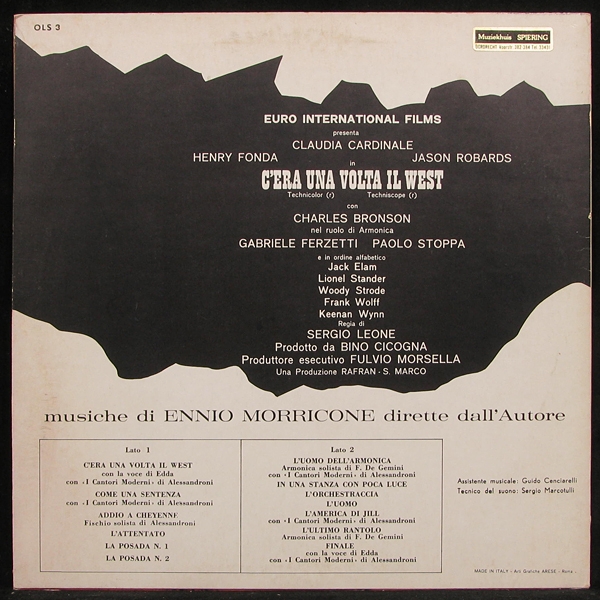 OLS 3
Muziekhuis SPIERING
EURO INTERNATIONAL FILMS
presenta
CLAUDIA CARDINALE
HENRY FONDA JASON ROBARDS
in
C'ERA UNA VOLTA IL WEST
Technicolor (r) Techniscope (r)
con
CHARLES BRONSON
nel ruolo di Armonica
GABRIELE FERZETTI PAOLO STOPPA
e in ordine alfabetico
Jack Elam
Lionel Stander
Woody Strode
Frank Wolff
Keenan Wynn
Regia di
SERGIO LEONE
Prodotto da BINO CICOGNA
Produttore esecutivo FULVIO MORSELLA
Una Produzione RAFRAN - S. MARCO
musiche di ENNIO MORRICONE dirette dall'Autore
Lato 1
C'ERA UNA VOLTA IL WEST
con la voce di Edda
con «I Cantori Moderni» di Alessandroni
COME UNA SENTENZA
con «I Cantori Moderni» di Alessandroni
ADDIO A CHEYENNE
Fischio solista di Alessandroni
L'ATTENTATO
LA POSADA N. 1
LA POSADA N. 2
Lato 2
L'UOMO DELL'ARMONICA
Armonica solista di F. De Gemini
con «I Cantori Moderni» di Alessandroni
IN UNA STANZA CON POCA LUCE
L'ORCHESTRACCIA
L'UOMO
L'AMERICA DI JILL
con «I Cantori Moderni» di Alessandroni
L'ULTIMO RANTOLO
Armonica solista di F. De Gemini
FINALE
con la voce di Edda
con «I Cantori Moderni» di Alessandroni
Assistente musicale: Guido Cenciarelli
Tecnico del suono: Sergio Marcotulli
MADE IN ITALY - Arti Grafiche ARESE - Roma